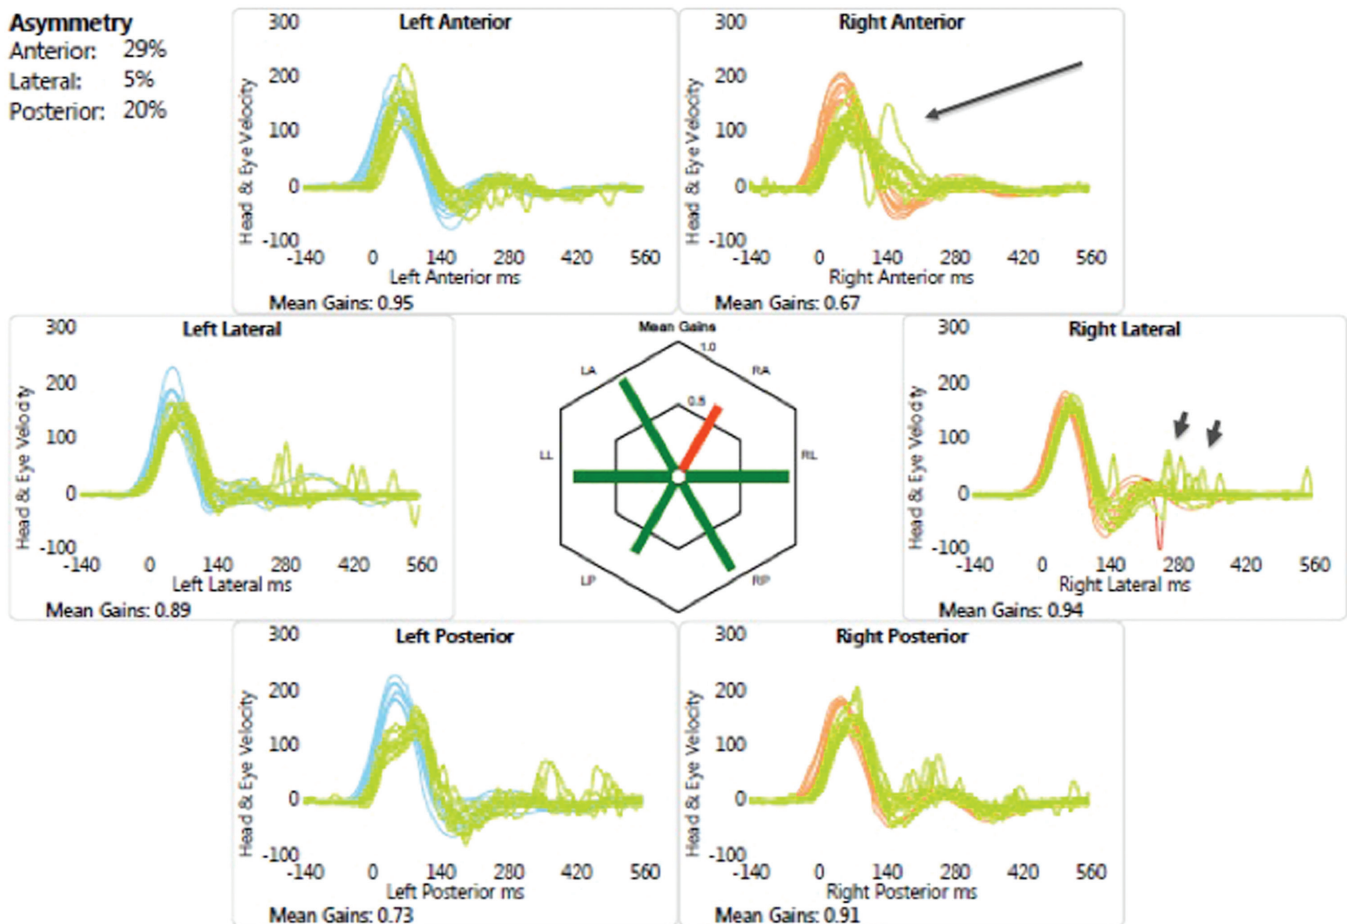 Asymmetry
Anterior: 29%
Lateral: 5%
Posterior: 20%
Left Anterior
300
200
100
0
-100
Head & Eye Velocity
-140 0 140 280 420 560
Left Anterior ms
Mean Gains: 0.95
Right Anterior
300
200
100
0
-100
Head & Eye Velocity
-140 0 140 280 420 560
Right Anterior ms
Mean Gains: 0.67
Left Lateral
300
200
100
0
-100
Head & Eye Velocity
-140 0 140 280 420 560
Left Lateral ms
Mean Gains: 0.89
Mean Gains
1.0
LA RA
0.5
LL RL
LP RP
Right Lateral
300
200
100
0
-100
Head & Eye Velocity
-140 0 140 280 420 560
Right Lateral ms
Mean Gains: 0.94
Left Posterior
300
200
100
0
-100
Head & Eye Velocity
-140 0 140 280 420 560
Left Posterior ms
Mean Gains: 0.73
Right Posterior
300
200
100
0
-100
Head & Eye Velocity
-140 0 140 280 420 560
Right Posterior ms
Mean Gains: 0.91